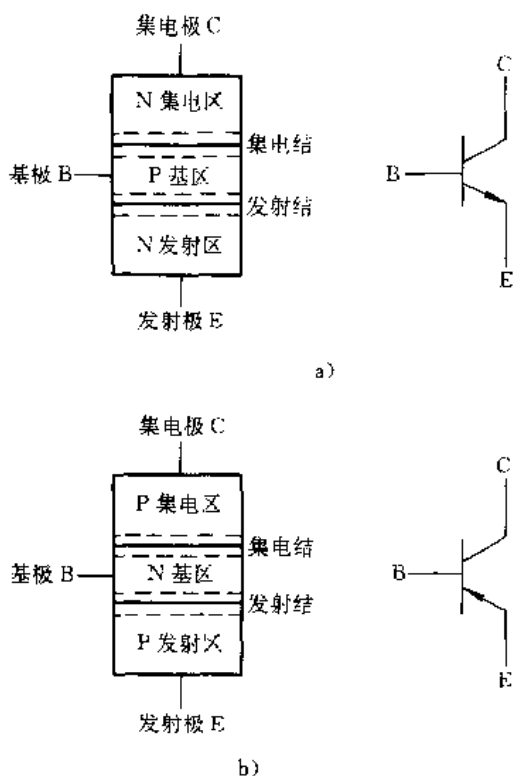 集电极 C
N 集电区
集电结
基极 B
P 基区
发射结
N 发射区
发射极 E
C
B
E
a)
集电极 C
P 集电区
集电结
基极 B
N 基区
发射结
P 发射区
发射极 E
C
B
E
b)